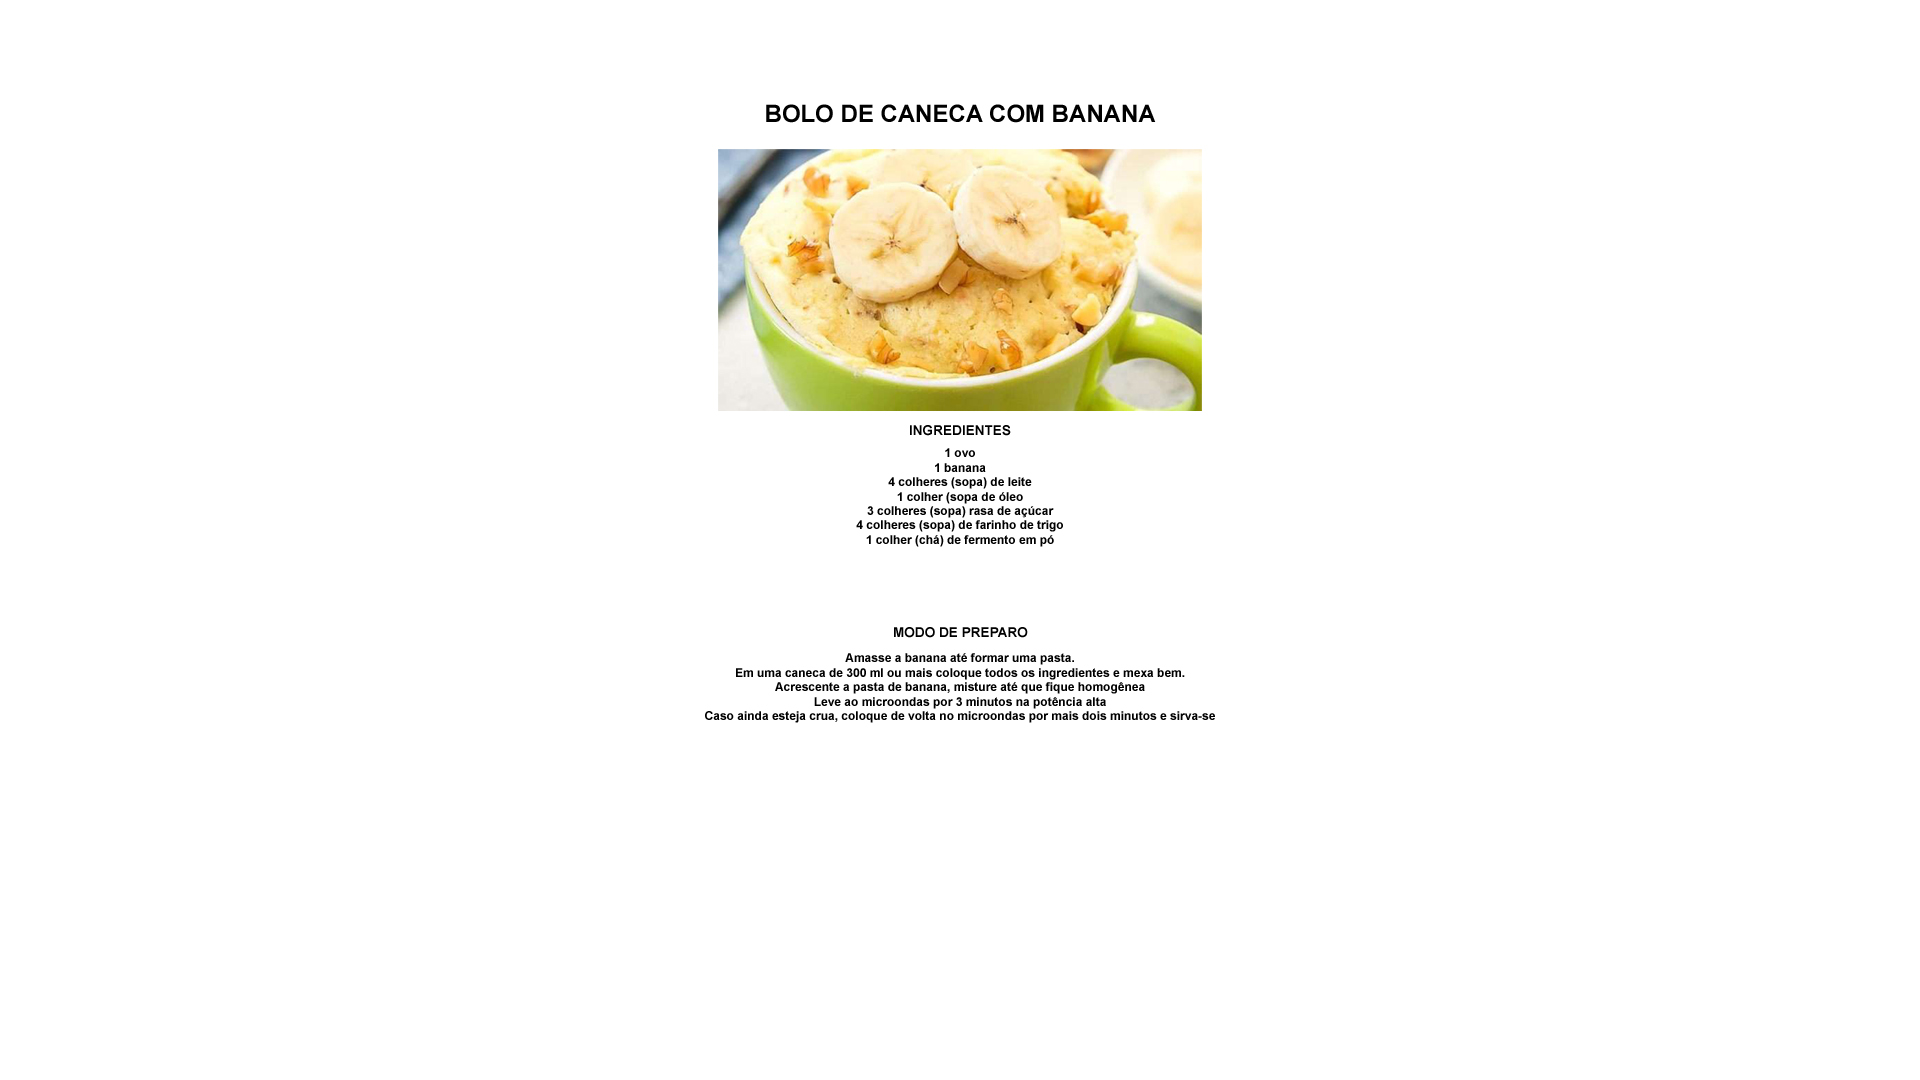 BOLO DE CANECA COM BANANA
INGREDIENTES
1 ovo
1 banana
4 colheres (sopa) de leite
1 colher (sopa de óleo
3 colheres (sopa) rasa de açúcar
4 colheres (sopa) de farinho de trigo
1 colher (chá) de fermento em pó
MODO DE PREPARO
Amasse a banana até formar uma pasta.
Em uma caneca de 300 ml ou mais coloque todos os ingredientes e mexa bem.
Acrescente a pasta de banana, misture até que fique homogênea
Leve ao microondas por 3 minutos na potência alta
Caso ainda esteja crua, coloque de volta no microondas por mais dois minutos e sirva-se